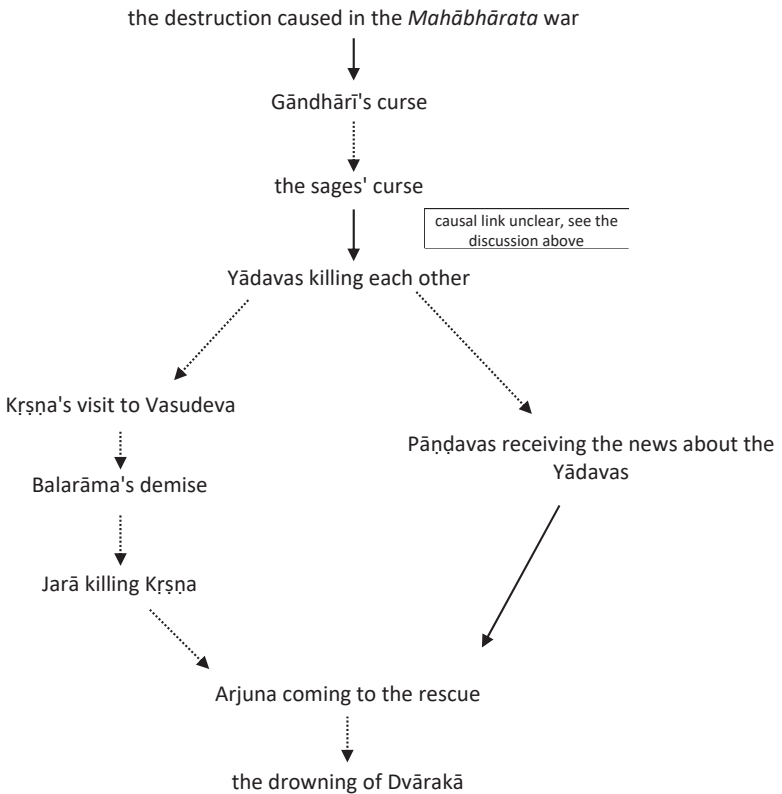 the destruction caused in the Mahābhārata war
Gāndhārī's curse
the sages' curse
causal link unclear, see the
discussion above
Yādavas killing each other
Kṛṣṇa's visit to Vasudeva
Pāṇḍavas receiving the news about the
Yādavas
Balarāma's demise
Jarā killing Kṛṣṇa
Arjuna coming to the rescue
the drowning of Dvārakā